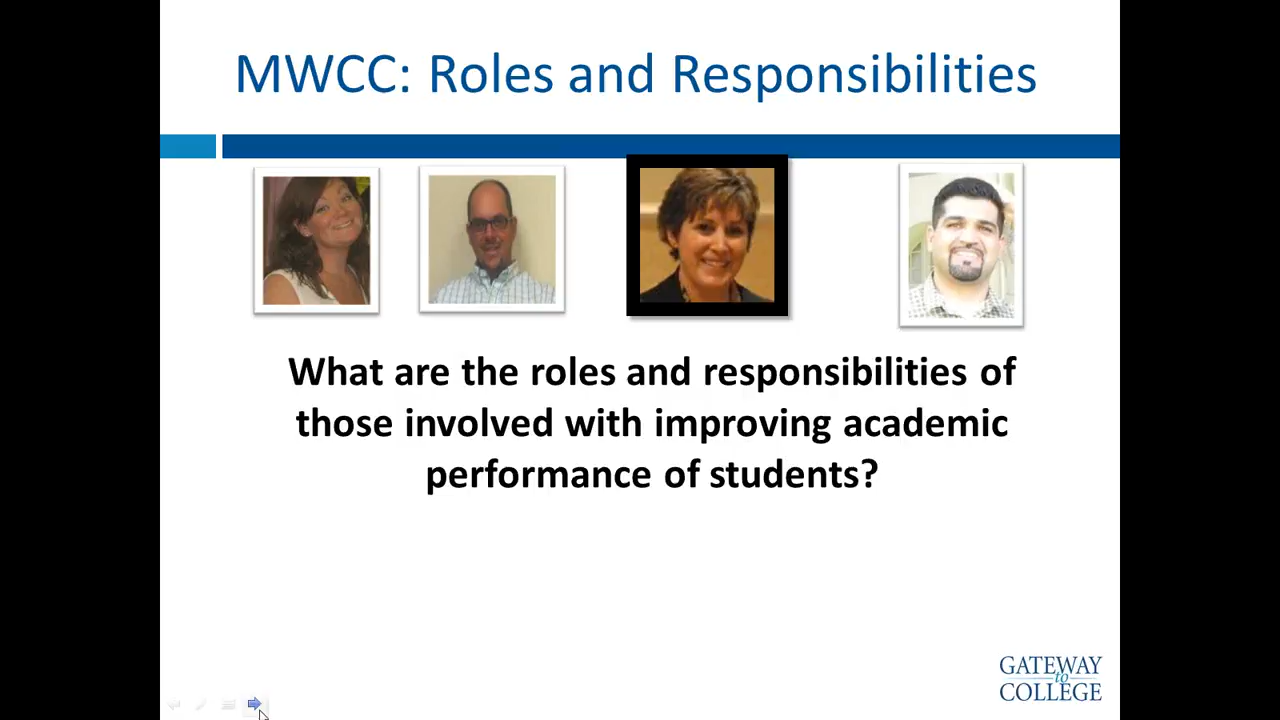 MWCC: Roles and Responsibilities
What are the roles and responsibilities of
those involved with improving academic
performance of students?
GATEWAY
to
COLLEGE